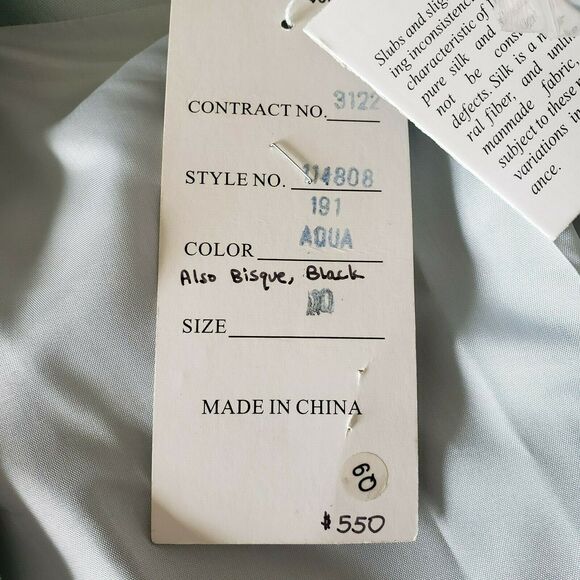 CONTRACT NO. 3122
STYLE NO. 114808
191
COLOR AQUA
Also Bisque, Black
SIZE
MADE IN CHINA
60
$550
Slubs and slig
ing inconsistenc
characteristic of
pure silk and
not be cons
defects. Silk is a n
ral fiber, and unli
manmade fabric,
subject to these
variations in
ance.